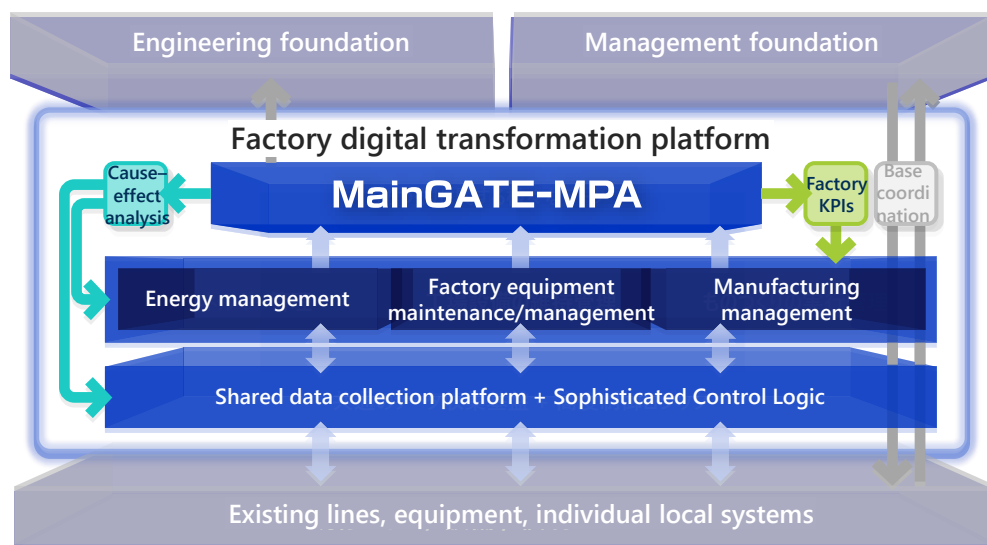 Engineering foundation
Management foundation
Factory digital transformation platform
Cause–
effect
analysis
MainGATE-MPA
Factory
KPIs
Base
coordi
nation
Energy management
Factory equipment
maintenance/management
Manufacturing
management
Shared data collection platform + Sophisticated Control Logic
Existing lines, equipment, individual local systems